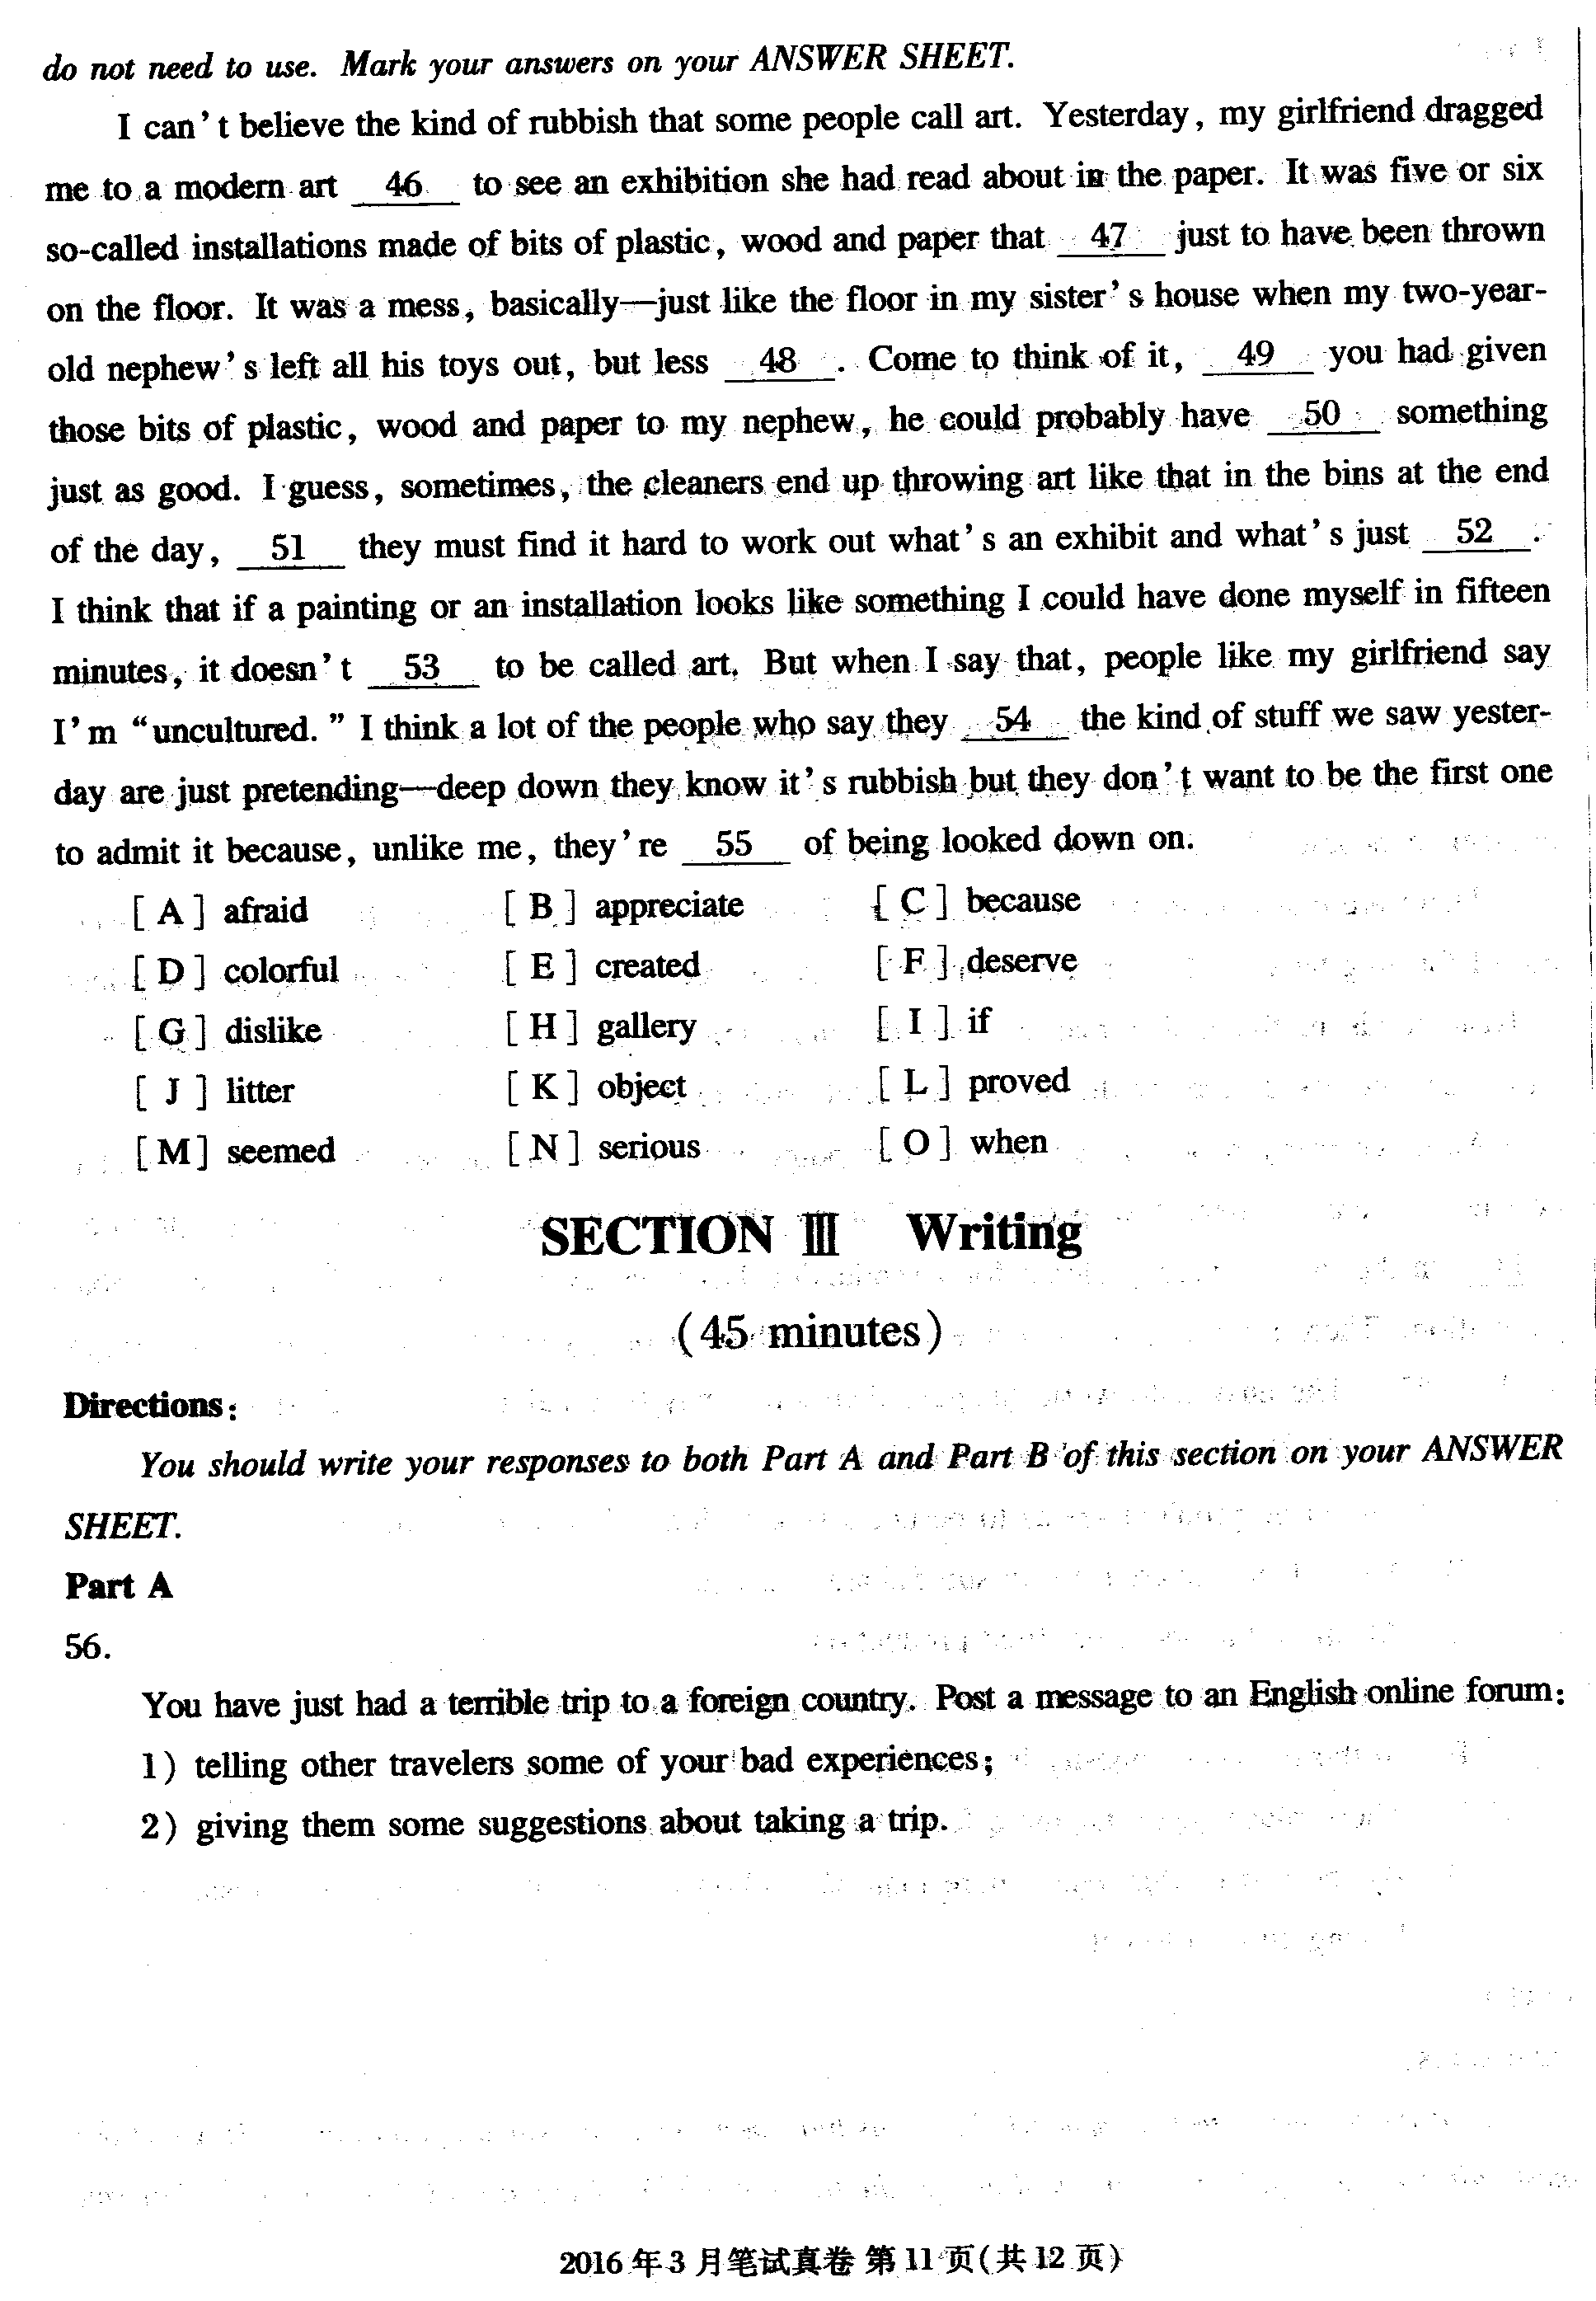 do not need to use. Mark your answers on your ANSWER SHEET.
I can't believe the kind of rubbish that some people call art. Yesterday, my girlfriend dragged
me to a modern art 46 to see an exhibition she had read about in the paper. It was five or six
so-called installations made of bits of plastic, wood and paper that 47 just to have been thrown
on the floor. It was a mess, basically—just like the floor in my sister's house when my two-year-
old nephew's left all his toys out, but less 48. Come to think of it, 49 you had given
those bits of plastic, wood and paper to my nephew, he could probably have 50 something
just as good. I guess, sometimes, the cleaners end up throwing art like that in the bins at the end
of the day, 51 they must find it hard to work out what's an exhibit and what's just 52.
I think that if a painting or an installation looks like something I could have done myself in fifteen
minutes, it doesn't 53 to be called art. But when I say that, people like my girlfriend say
I'm "uncultured." I think a lot of the people who say they 54 the kind of stuff we saw yester-
day are just pretending—deep down they know it's rubbish but they don't want to be the first one
to admit it because, unlike me, they're 55 of being looked down on.
[A] afraid [B] appreciate [C] because
[D] colorful [E] created [F] deserve
[G] dislike [H] gallery [I] if
[J] litter [K] object [L] proved
[M] seemed [N] serious [O] when
SECTION Ⅲ Writing
(45 minutes)
Directions:
You should write your responses to both Part A and Part B of this section on your ANSWER
SHEET.
Part A
56.
You have just had a terrible trip to a foreign country. Post a message to an English online forum:
1) telling other travelers some of your bad experiences;
2) giving them some suggestions about taking a trip.
2016年3月笔试真卷 第11页(共12页)